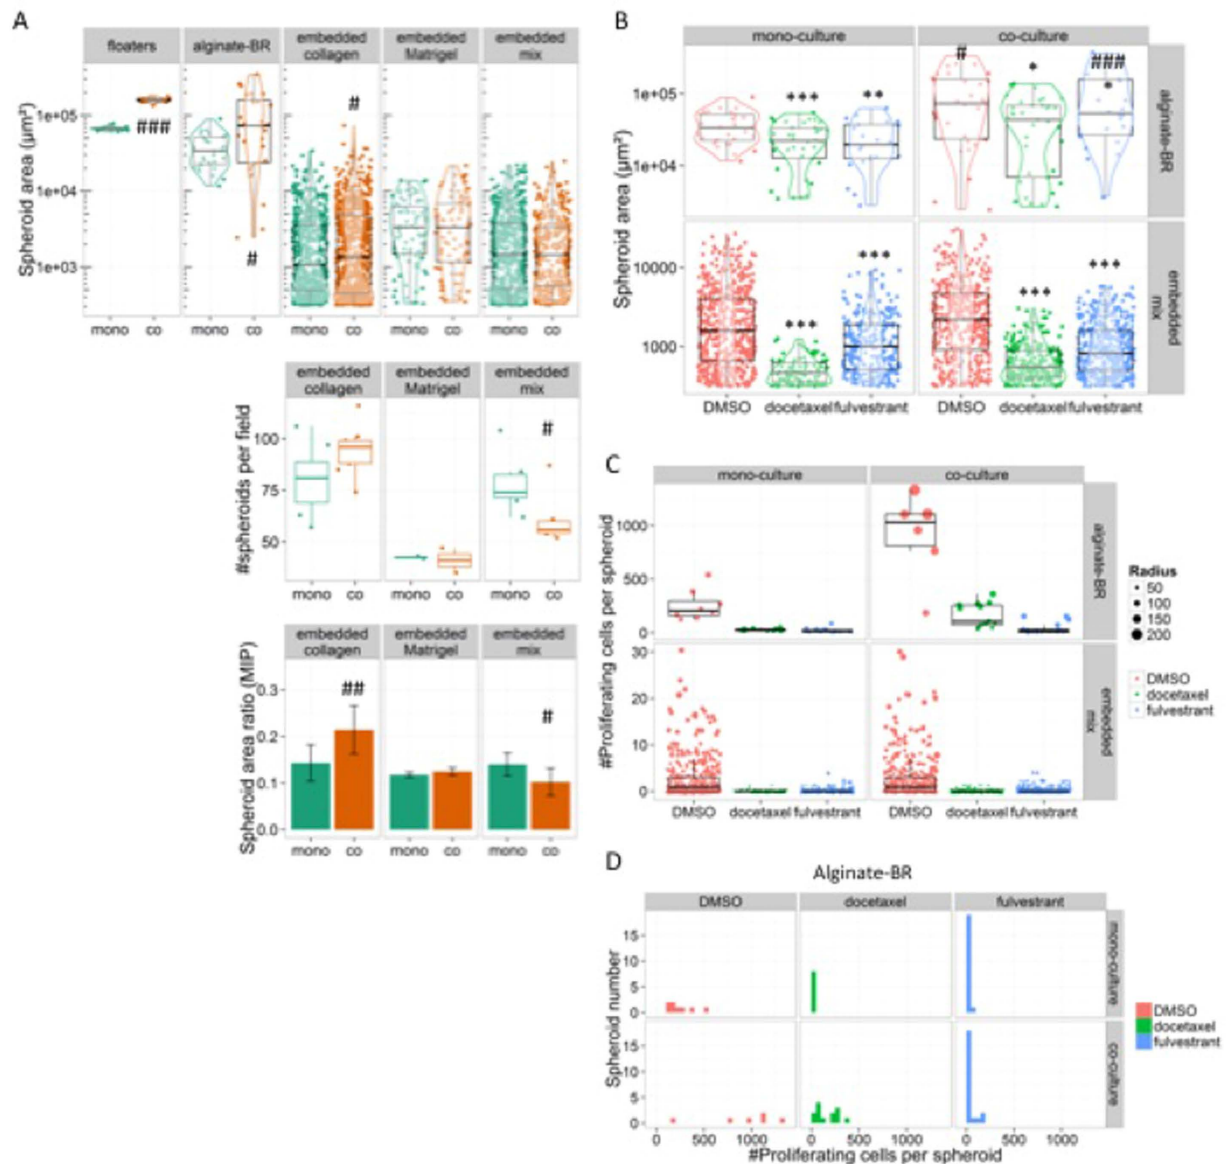 A
floaters
alginate-BR
embedded collagen
embedded Matrigel
embedded mix
Spheroid area (µm²)
1e+05
1e+04
1e+03
###
#
#
mono co mono co mono co mono co mono co
embedded collagen
embedded Matrigel
embedded mix
#spheroids per field
100
75
50
#
mono co mono co mono co
embedded collagen
embedded Matrigel
embedded mix
Spheroid area ratio (MIP)
0.3
0.2
0.1
0.0
##
#
mono co mono co mono co
B
mono-culture
co-culture
Spheroid area (µm²)
1e+05
1e+04
10000
1000
*** ** # * ###
*
*** *** *** ***
alginate-BR
embedded mix
DMSO docetaxel fulvestrant DMSO docetaxel fulvestrant
C
mono-culture
co-culture
#Proliferating cells per spheroid
1000
500
0
30
20
10
0
alginate-BR
embedded mix
DMSO docetaxel fulvestrant DMSO docetaxel fulvestrant
Radius
50
100
150
200
DMSO
docetaxel
fulvestrant
D
Alginate-BR
DMSO
docetaxel
fulvestrant
Spheroid number
15
10
5
0
15
10
5
0
mono-culture
co-culture
0 500 1000 0 500 1000 0 500 1000
#Proliferating cells per spheroid
DMSO
docetaxel
fulvestrant